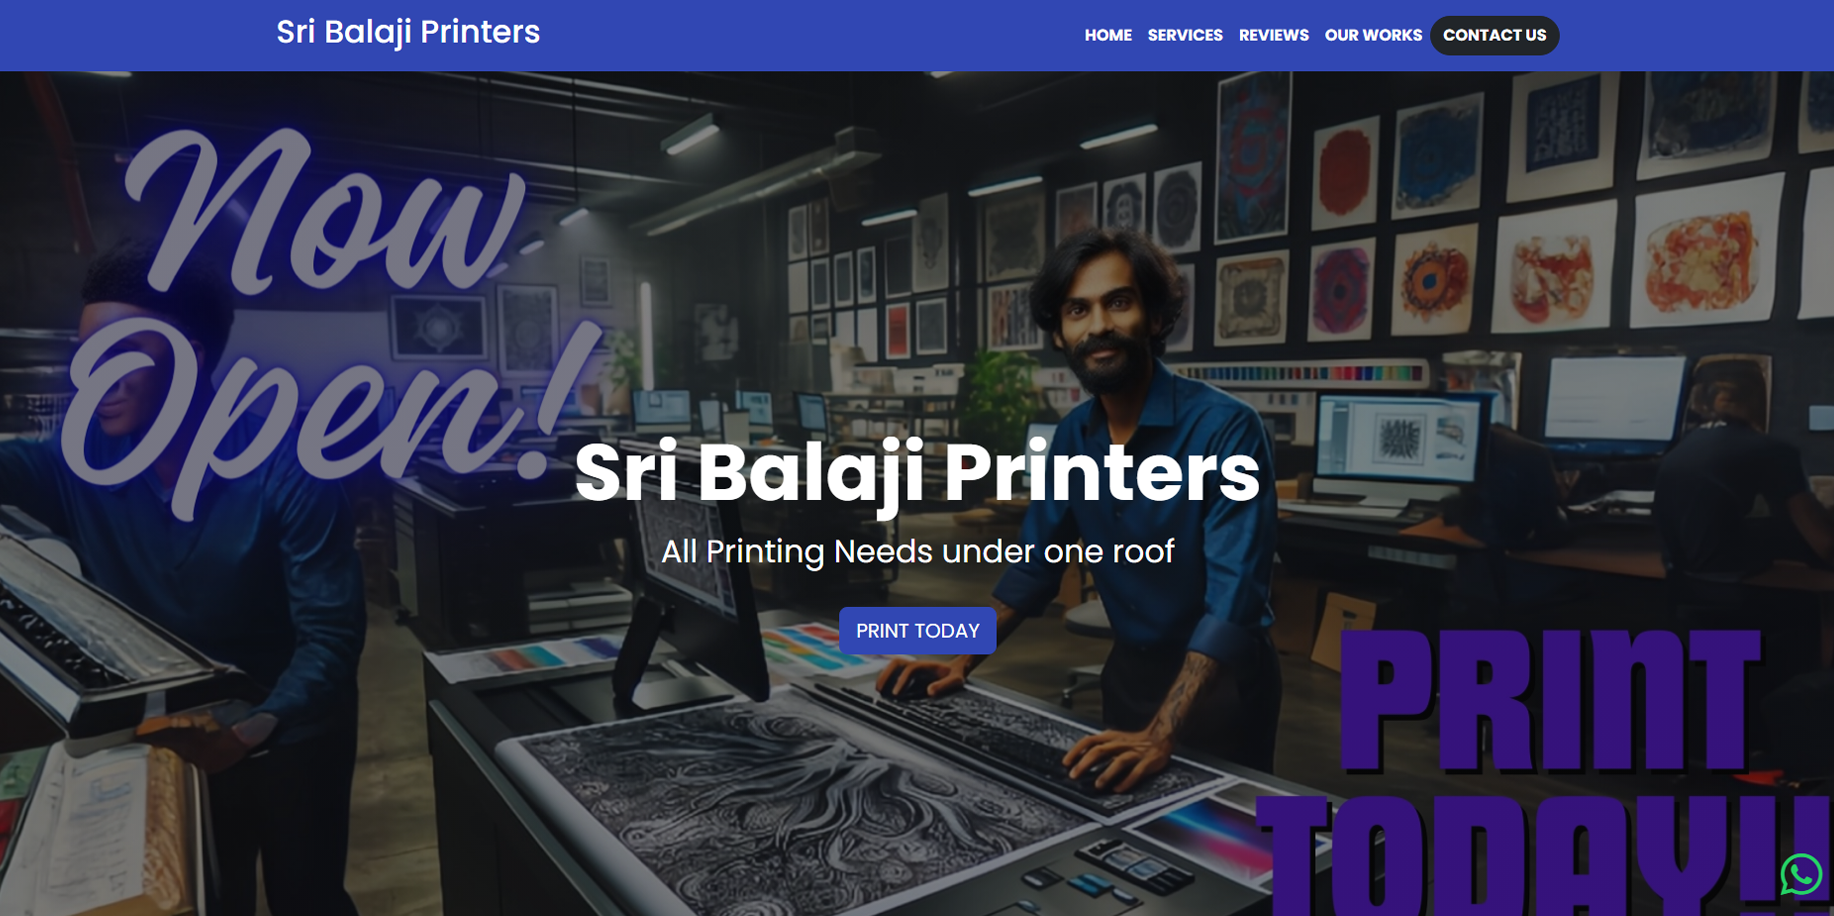 Sri Balaji Printers
HOME SERVICES REVIEWS OUR WORKS CONTACT US
Now
Open!
Sri Balaji Printers
All Printing Needs under one roof
PRINT TODAY
PRINT
TODAY!!